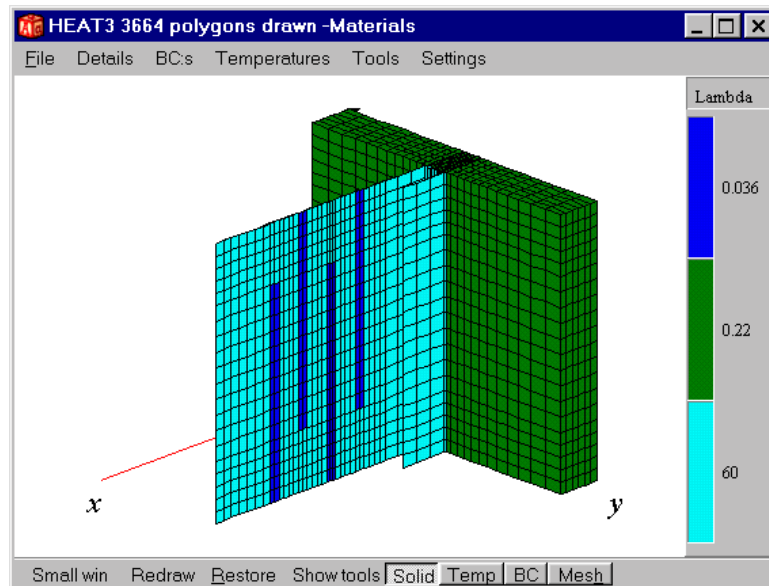 HEAT3 3664 polygons drawn -Materials
File Details BC:s Temperatures Tools Settings
Lambda
0.036
0.22
60
x
y
Small win Redraw Restore Show tools Solid Temp BC Mesh